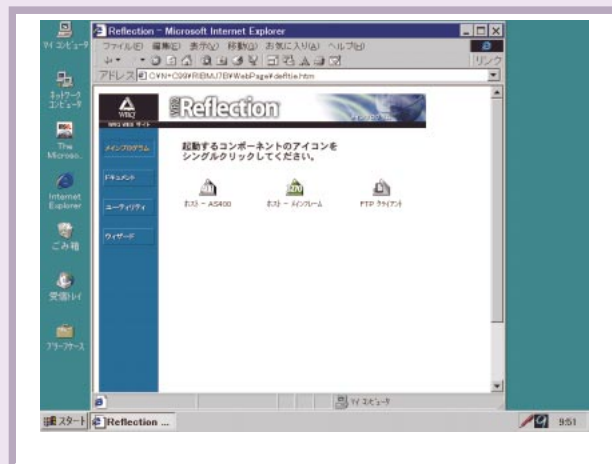 Reflection - Microsoft Internet Explorer
ファイル(F) 編集(E) 表示(V) 移動(G) お気に入り(A) ヘルプ(H)
リンク
アドレス
WRQ
Reflection
WRQ WEB サイト
メインプログラム
起動するコンポーネントのアイコンを
シングルクリックしてください。
ドキュメント
ユーティリティ
ウィザード
ホスト - AS400
ホスト - メインフレーム
FTP クライアント
マイ コンピュータ
ネットワーク
コンピュータ
The
Microso...
Internet
Explorer
ごみ箱
受信トレイ
ブリーフケース
マイ コンピュータ
スタート
Reflection ...
9:51